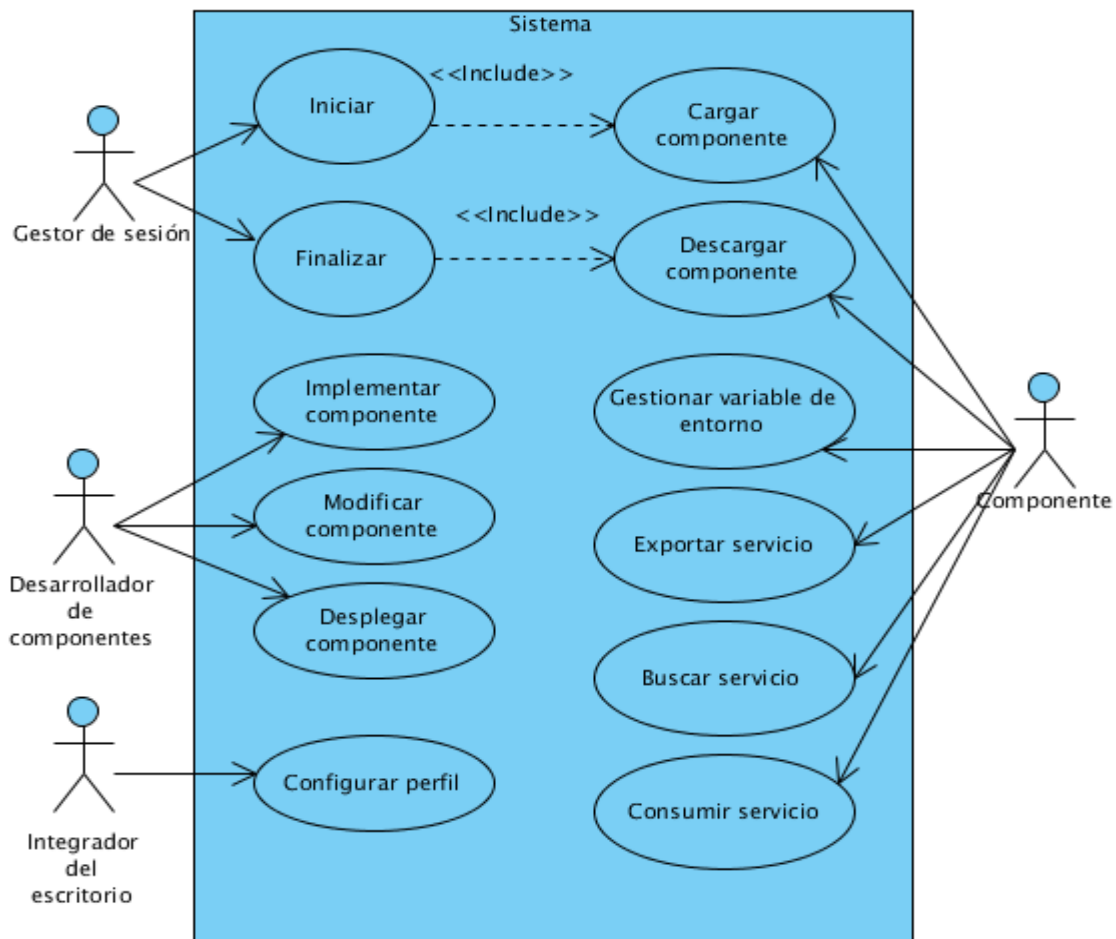 Sistema
<<Include>>
Iniciar
Cargar
componente
Gestor de sesión
<<Include>>
Finalizar
Descargar
componente
Implementar
componente
Gestionar variable de
entorno
Modificar
componente
Componente
Exportar servicio
Desarrollador
de
componentes
Desplegar
componente
Buscar servicio
Configurar perfil
Consumir servicio
Integrador
del
escritorio